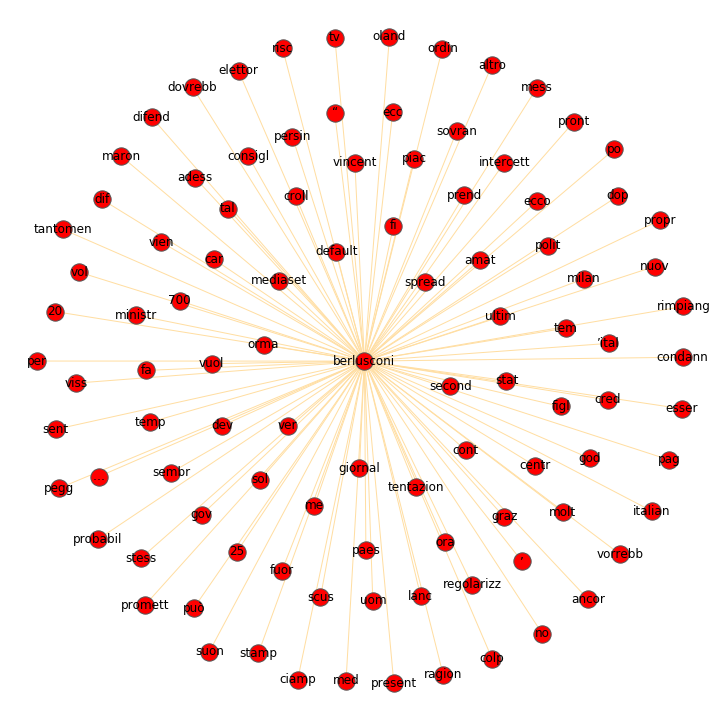 tv
oland
risc
ordin
elettor
altro
dovrebb
mess
“
ecc
difend
pront
persin
sovran
po
maron
consigl
vincent
piac
intercett
adess
dif
croll
prend
ecco
dop
tal
tantomen
fi
propr
vien
default
polit
car
amat
nuov
vol
mediaset
spread
milan
700
rimpiang
20
ministr
ultim
tem
orma
’ital
per
berlusconi
condann
vuol
fa
viss
second
stat
cred
figl
esser
temp
dev
ver
sent
cont
god
pag
giornal
centr
sembr
...
sol
pegg
tentazion
me
italian
gov
graz
molt
probabil
ora
25
paes
stess
vorrebb
’
fuor
regolarizz
scus
uom
lanc
ancor
promett
può
no
suon
stamp
colp
ragion
ciamp
med
present